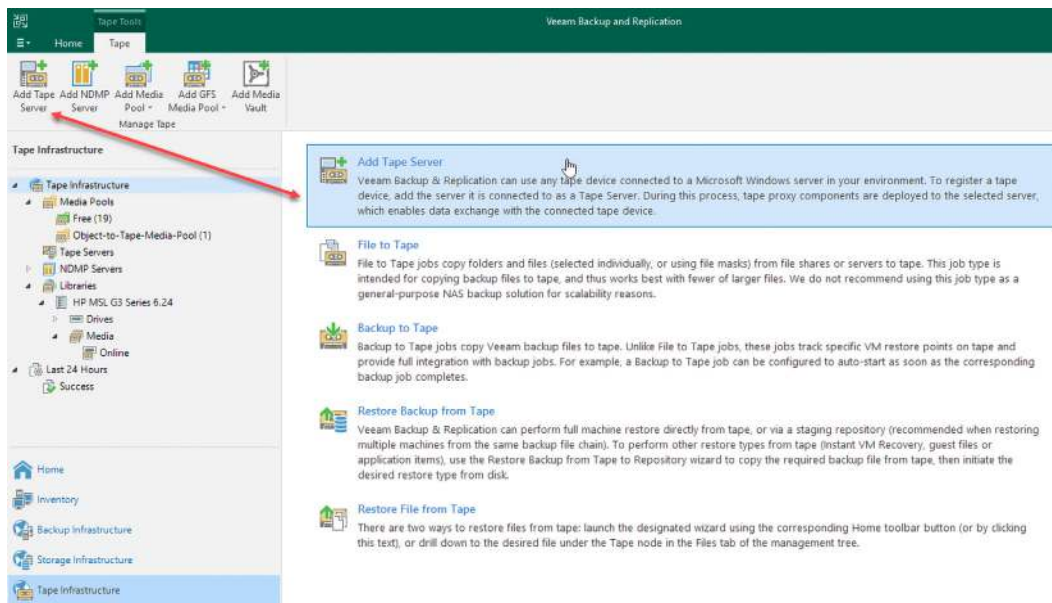 Tape Tools
Veeam Backup and Replication
Home Tape
Add Tape Server
Add NDMP Server
Add Media Pool
Add GFS Media Pool
Add Media Vault
Manage Tape
Tape Infrastructure
Tape Infrastructure
Media Pools
Free (19)
Object-to-Tape-Media-Pool (1)
Tape Servers
NDMP Servers
Libraries
HP MSL G3 Series 6.24
Drives
Media
Online
Last 24 Hours
Success
Home
Inventory
Backup Infrastructure
Storage Infrastructure
Tape Infrastructure
Add Tape Server
Veeam Backup & Replication can use any tape device connected to a Microsoft Windows server in your environment. To register a tape
device, add the server it is connected to as a Tape Server. During this process, tape proxy components are deployed to the selected server,
which enables data exchange with the connected tape device.
File to Tape
File to Tape jobs copy folders and files (selected individually, or using file masks) from file shares or servers to tape. This job type is
intended for copying backup files to tape, and thus works best with fewer of larger files. We do not recommend using this job type as a
general-purpose NAS backup solution for scalability reasons.
Backup to Tape
Backup to Tape jobs copy Veeam backup files to tape. Unlike File to Tape jobs, these jobs track specific VM restore points on tape and
provide full integration with backup jobs. For example, a Backup to Tape job can be configured to auto-start as soon as the corresponding
backup job completes.
Restore Backup from Tape
Veeam Backup & Replication can perform full machine restore directly from tape, or via a staging repository (recommended when restoring
multiple machines from the same backup file chain). To perform other restore types from tape (Instant VM Recovery, guest files or
application items), use the Restore Backup from Tape to Repository wizard to copy the required backup file from tape, then initiate the
desired restore type from disk.
Restore File from Tape
There are two ways to restore files from tape: launch the designated wizard using the corresponding Home toolbar button (or by clicking
this text), or drill down to the desired file under the Tape node in the Files tab of the management tree.